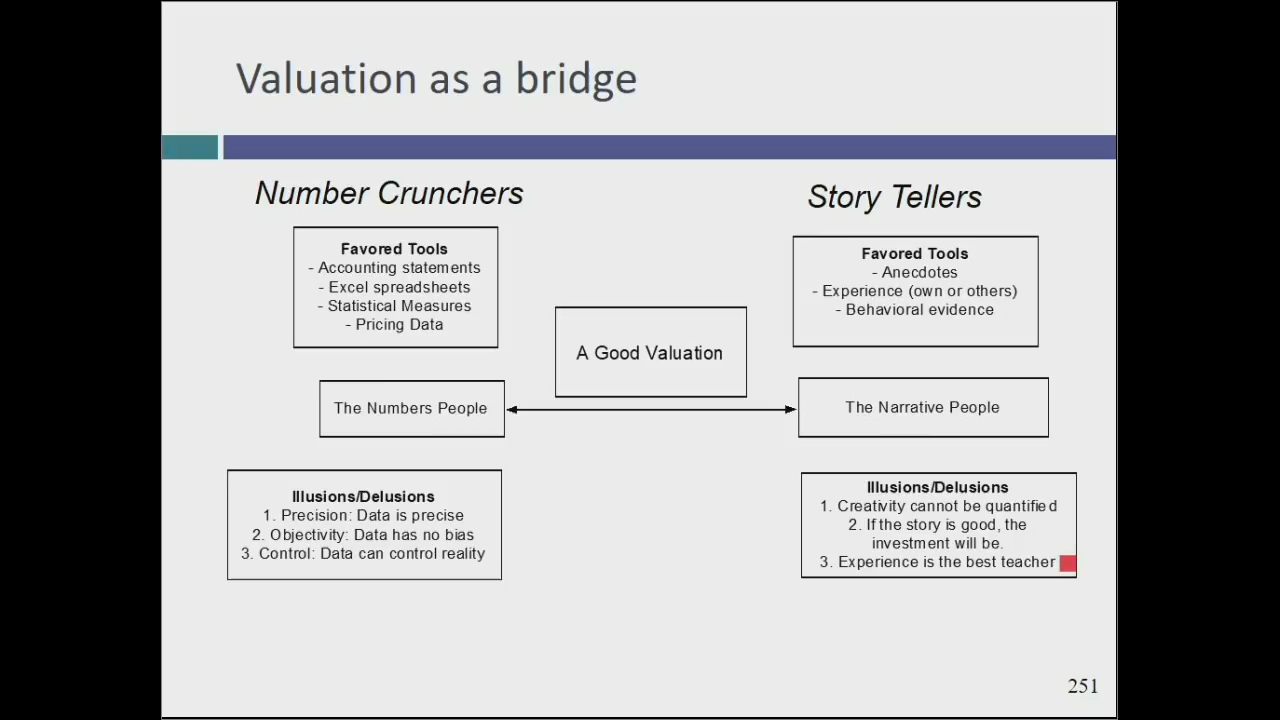 Valuation as a bridge
Number Crunchers
Favored Tools
- Accounting statements
- Excel spreadsheets
- Statistical Measures
- Pricing Data
The Numbers People
Illusions/Delusions
1. Precision: Data is precise
2. Objectivity: Data has no bias
3. Control: Data can control reality
A Good Valuation
Story Tellers
Favored Tools
- Anecdotes
- Experience (own or others)
- Behavioral evidence
The Narrative People
Illusions/Delusions
1. Creativity cannot be quantified
2. If the story is good, the
investment will be.
3. Experience is the best teacher
251